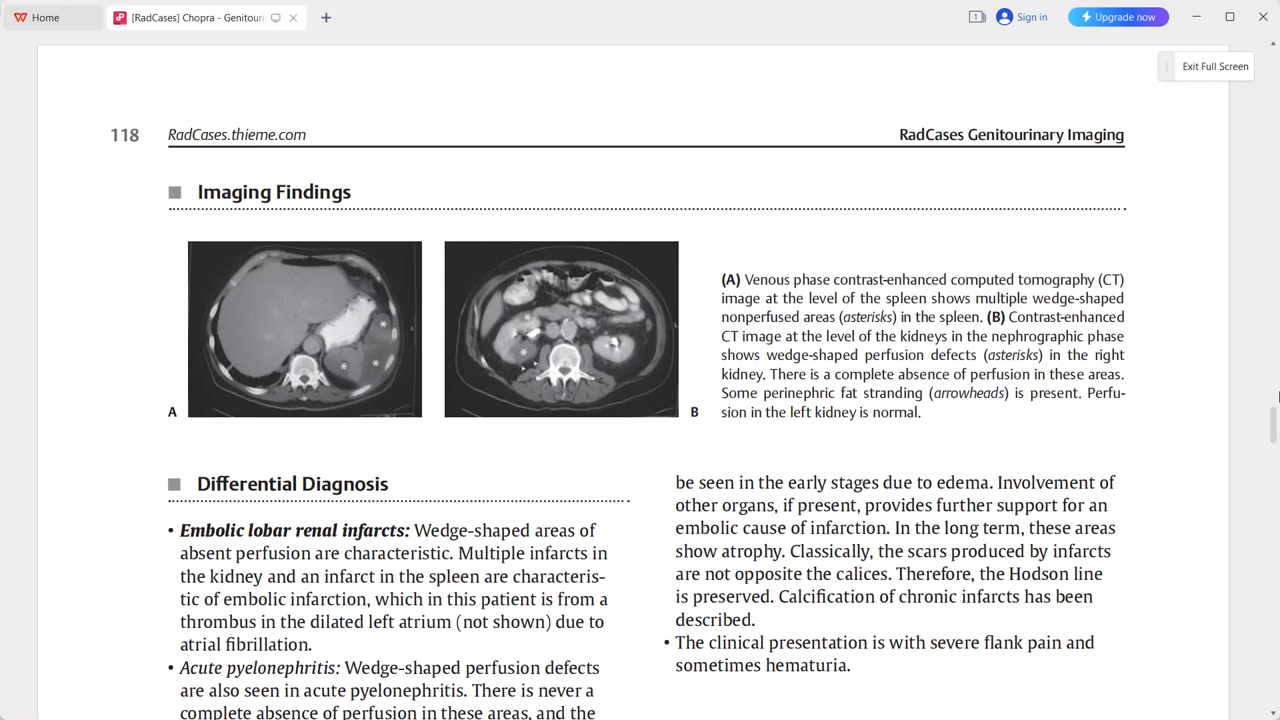 Home
[RadCases] Chopra - Genitouri
1
Sign in
Upgrade now
Exit Full Screen
118 RadCases.thieme.com RadCases Genitourinary Imaging
Imaging Findings
A
B
(A) Venous phase contrast-enhanced computed tomography (CT)
image at the level of the spleen shows multiple wedge-shaped
nonperfused areas (asterisks) in the spleen. (B) Contrast-enhanced
CT image at the level of the kidneys in the nephrographic phase
shows wedge-shaped perfusion defects (asterisks) in the right
kidney. There is a complete absence of perfusion in these areas.
Some perinephric fat stranding (arrowheads) is present. Perfu-
sion in the left kidney is normal.
Differential Diagnosis
• Embolic lobar renal infarcts: Wedge-shaped areas of
absent perfusion are characteristic. Multiple infarcts in
the kidney and an infarct in the spleen are characteris-
tic of embolic infarction, which in this patient is from a
thrombus in the dilated left atrium (not shown) due to
atrial fibrillation.
• Acute pyelonephritis: Wedge-shaped perfusion defects
are also seen in acute pyelonephritis. There is never a
complete absence of perfusion in these areas, and the
be seen in the early stages due to edema. Involvement of
other organs, if present, provides further support for an
embolic cause of infarction. In the long term, these areas
show atrophy. Classically, the scars produced by infarcts
are not opposite the calices. Therefore, the Hodson line
is preserved. Calcification of chronic infarcts has been
described.
• The clinical presentation is with severe flank pain and
sometimes hematuria.